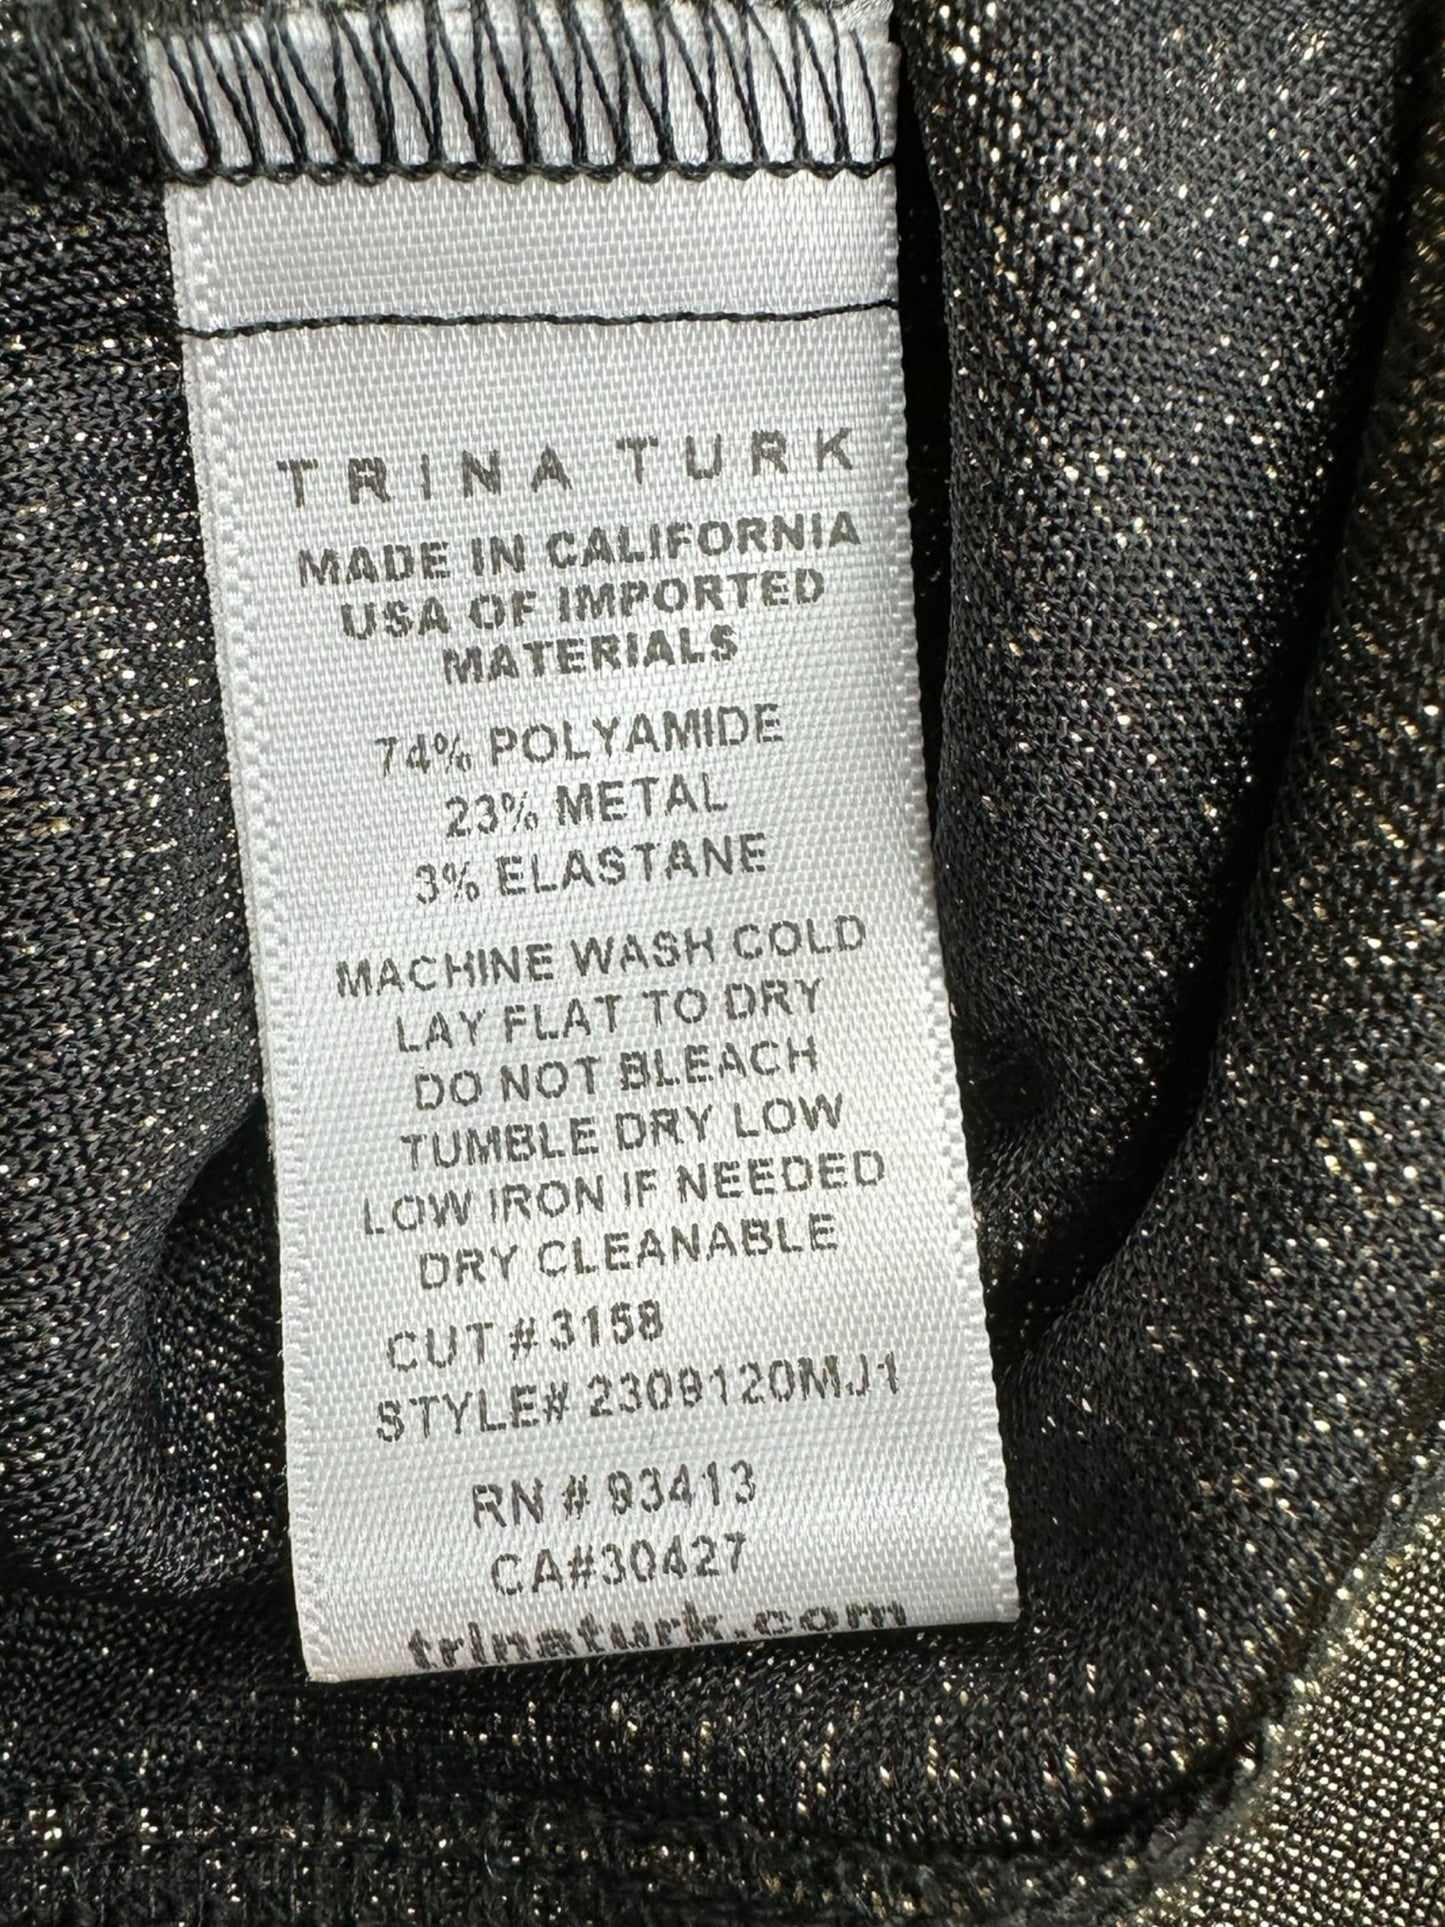 TRINA TURK
MADE IN CALIFORNIA
USA OF IMPORTED
MATERIALS
74% POLYAMIDE
23% METAL
3% ELASTANE
MACHINE WASH COLD
LAY FLAT TO DRY
DO NOT BLEACH
TUMBLE DRY LOW
LOW IRON IF NEEDED
DRY CLEANABLE
CUT # 3158
STYLE# 2309120MJ1
RN # 93413
CA#30427
trinaturk.com